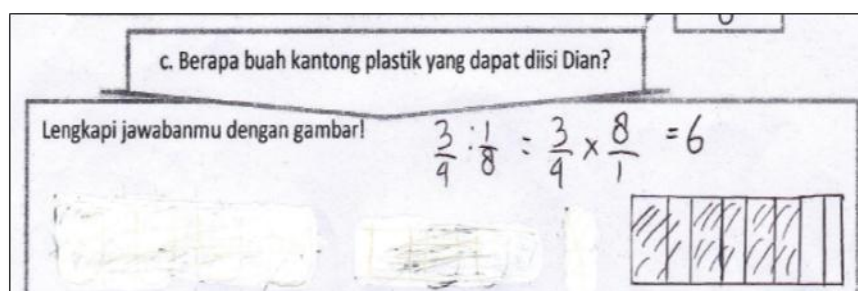 c. Berapa buah kantong plastik yang dapat diisi Dian?
Lengkapi jawabanmu dengan gambar!
3/4 : 1/8 = 3/4 × 8/1 = 6